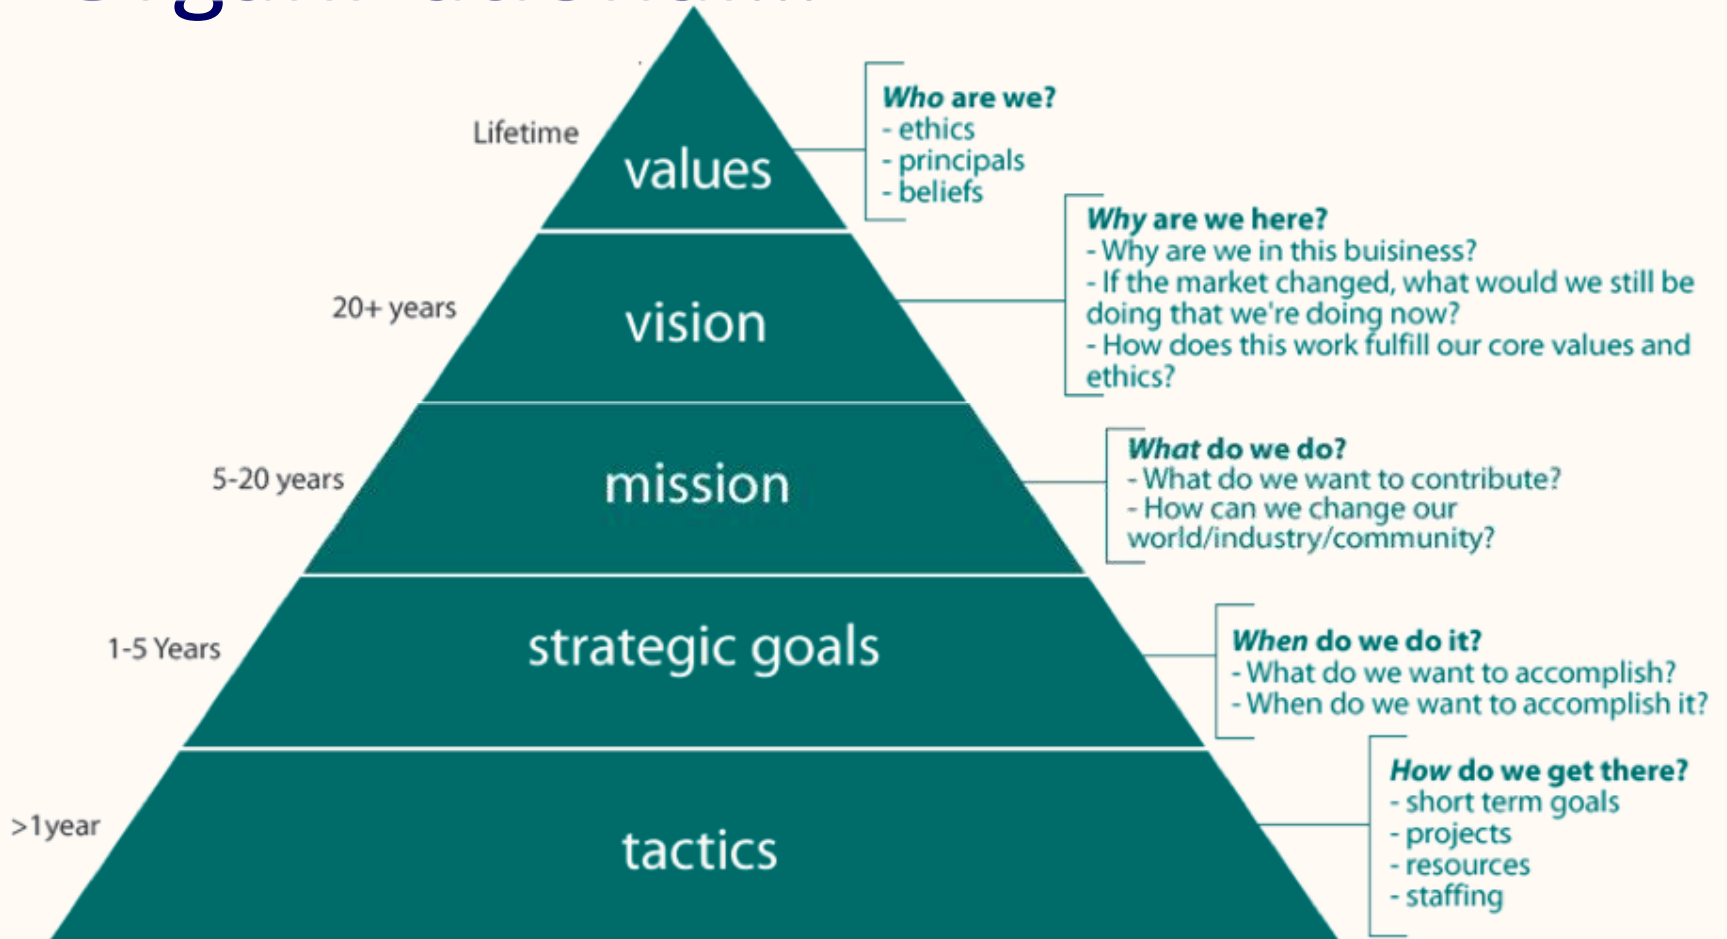 Lifetime
values
Who are we?
- ethics
- principals
- beliefs
20+ years
vision
Why are we here?
- Why are we in this buisiness?
- If the market changed, what would we still be
doing that we're doing now?
- How does this work fulfill our core values and
ethics?
5-20 years
mission
What do we do?
- What do we want to contribute?
- How can we change our
world/industry/community?
1-5 Years
strategic goals
When do we do it?
- What do we want to accomplish?
- When do we want to accomplish it?
>1year
tactics
How do we get there?
- short term goals
- projects
- resources
- staffing